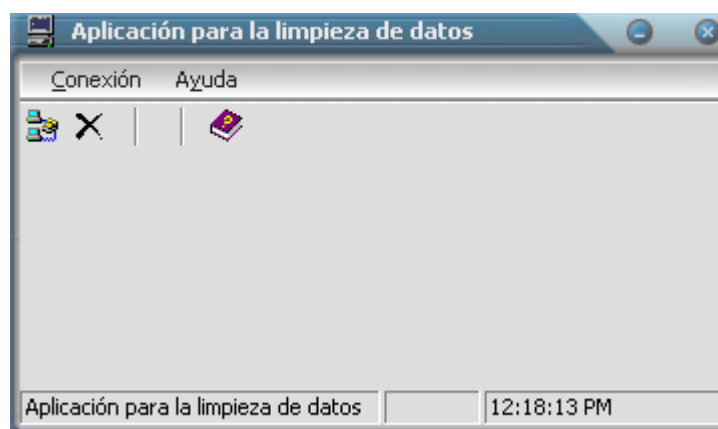 Aplicación para la limpieza de datos
Conexión Ayuda
Aplicación para la limpieza de datos 12:18:13 PM